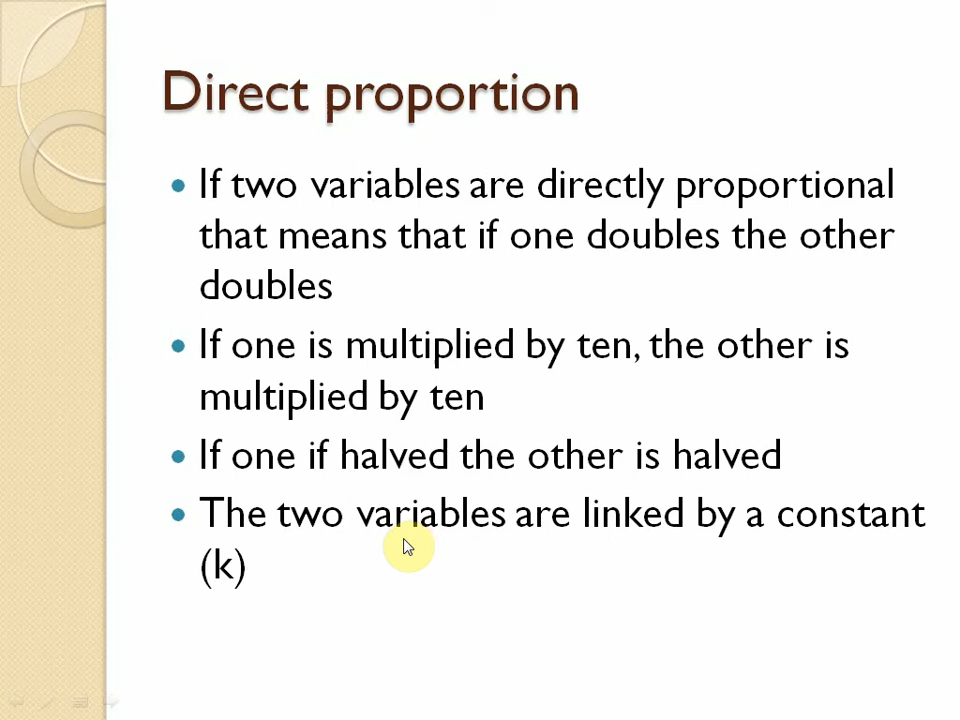 Direct proportion
• If two variables are directly proportional
that means that if one doubles the other
doubles
• If one is multiplied by ten, the other is
multiplied by ten
• If one if halved the other is halved
• The two variables are linked by a constant
(k)